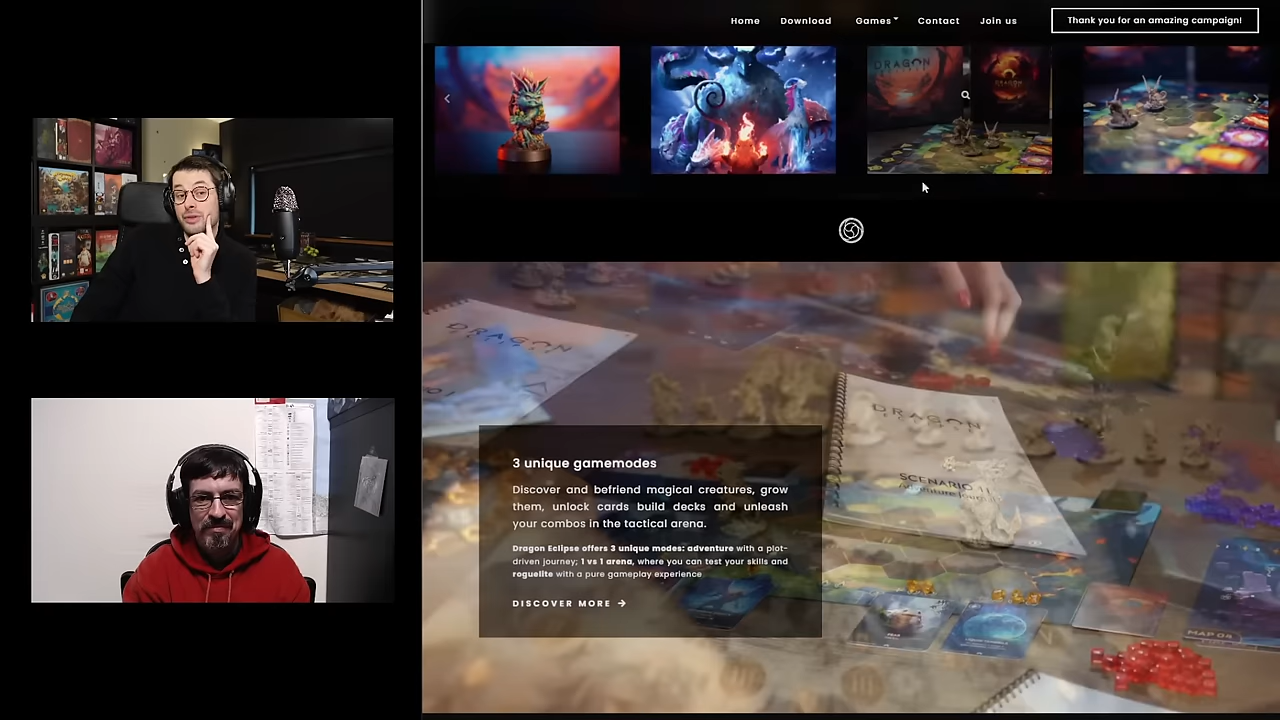 Home Download Games Contact Join us Thank you for an amazing campaign!
DRAGON
DRAGON
DRAGON
DRAGON
SCENARIO
3 unique gamemodes
Discover and befriend magical creatures, grow
them, unlock cards build decks and unleash
your combos in the tactical arena.
Dragon Eclipse offers 3 unique modes: adventure with a plot-
driven journey; 1 vs 1 arena, where you can test your skills and
roguelite with a pure gameplay experience
DISCOVER MORE →
MAP 04